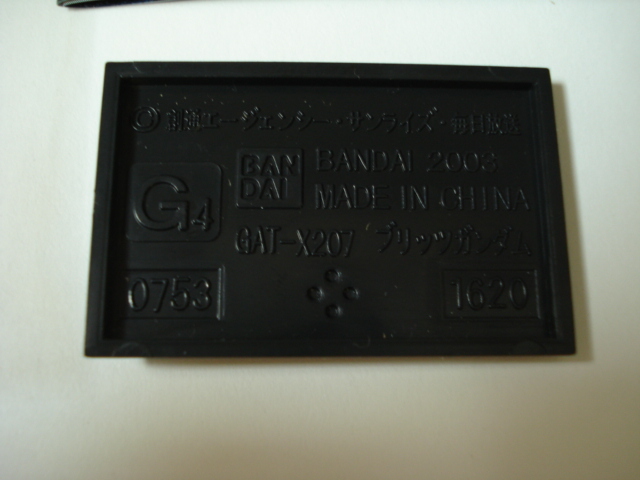 © 創通エージェンシー・サンライズ・毎日放送
BAN
DAI
BANDAI 2003
MADE IN CHINA
G4
GAT-X207 ブリッツガンダム
0753
1620